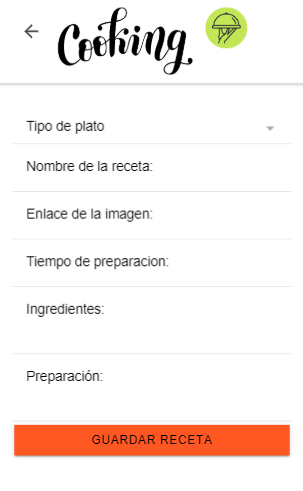 Cooking
Tipo de plato
Nombre de la receta:
Enlace de la imagen:
Tiempo de preparacion:
Ingredientes:
Preparación:
GUARDAR RECETA